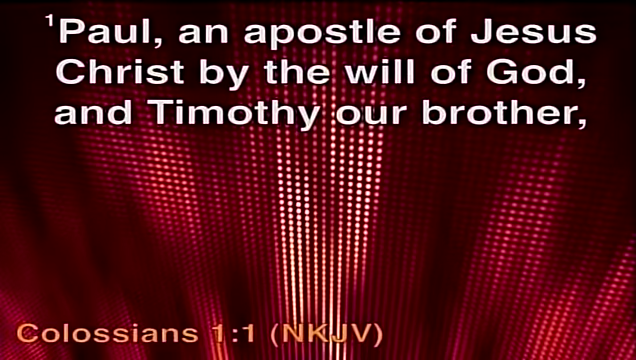 ¹Paul, an apostle of Jesus
Christ by the will of God,
and Timothy our brother,
Colossians 1:1 (NKJV)